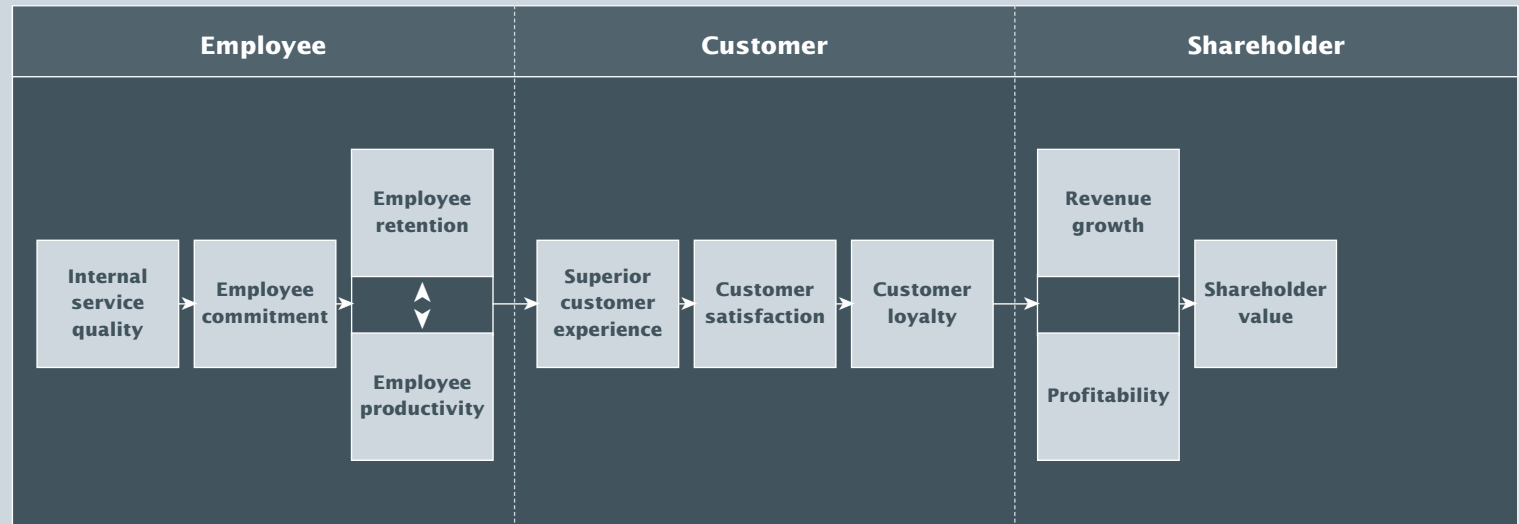 Employee
Customer
Shareholder
Internal
service
quality
Employee
commitment
Employee
retention
Employee
productivity
Superior
customer
experience
Customer
satisfaction
Customer
loyalty
Revenue
growth
Profitability
Shareholder
value